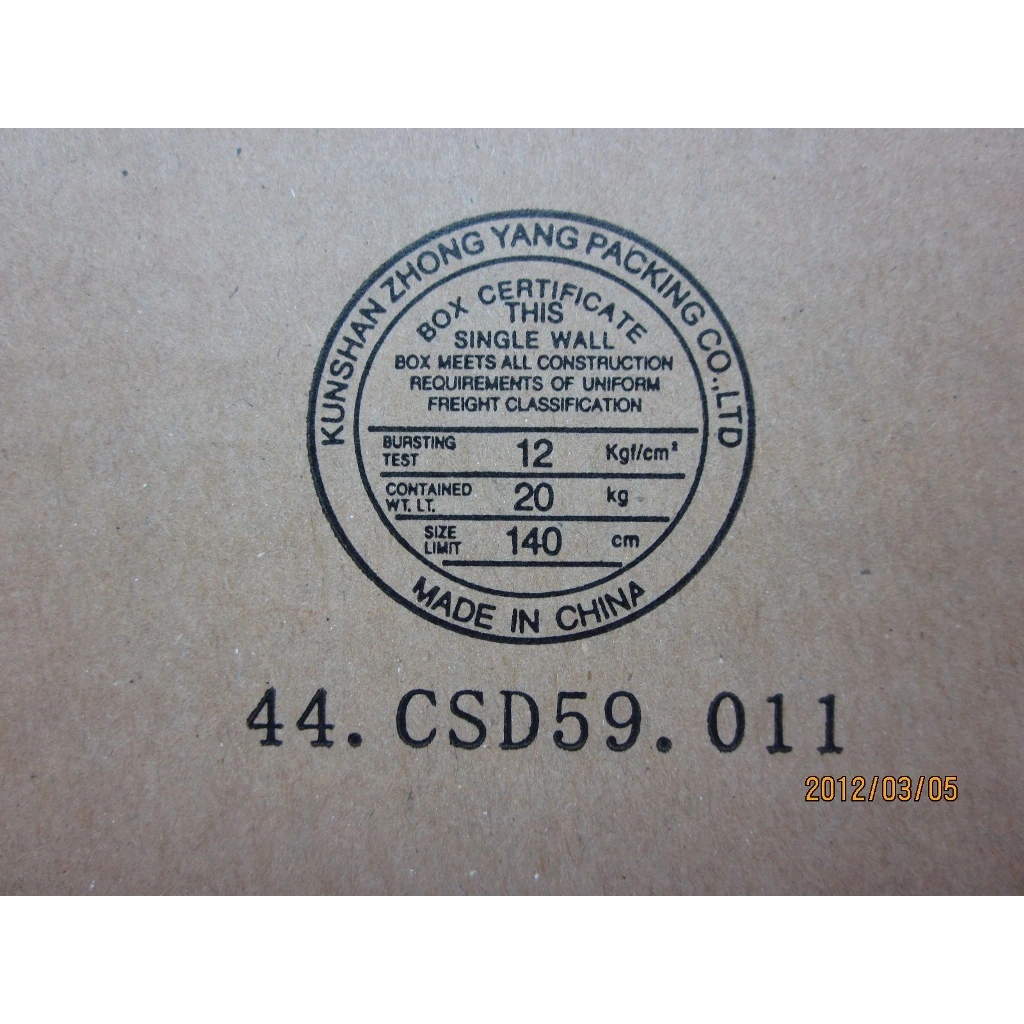 KUNSHAN ZHONG YANG PACKING CO.,LTD
BOX CERTIFICATE
THIS
SINGLE WALL
BOX MEETS ALL CONSTRUCTION
REQUIREMENTS OF UNIFORM
FREIGHT CLASSIFICATION
BURSTING TEST 12 Kgf/cm²
CONTAINED WT. LT. 20 kg
SIZE LIMIT 140 cm
MADE IN CHINA
44.CSD59.011
2012/03/05